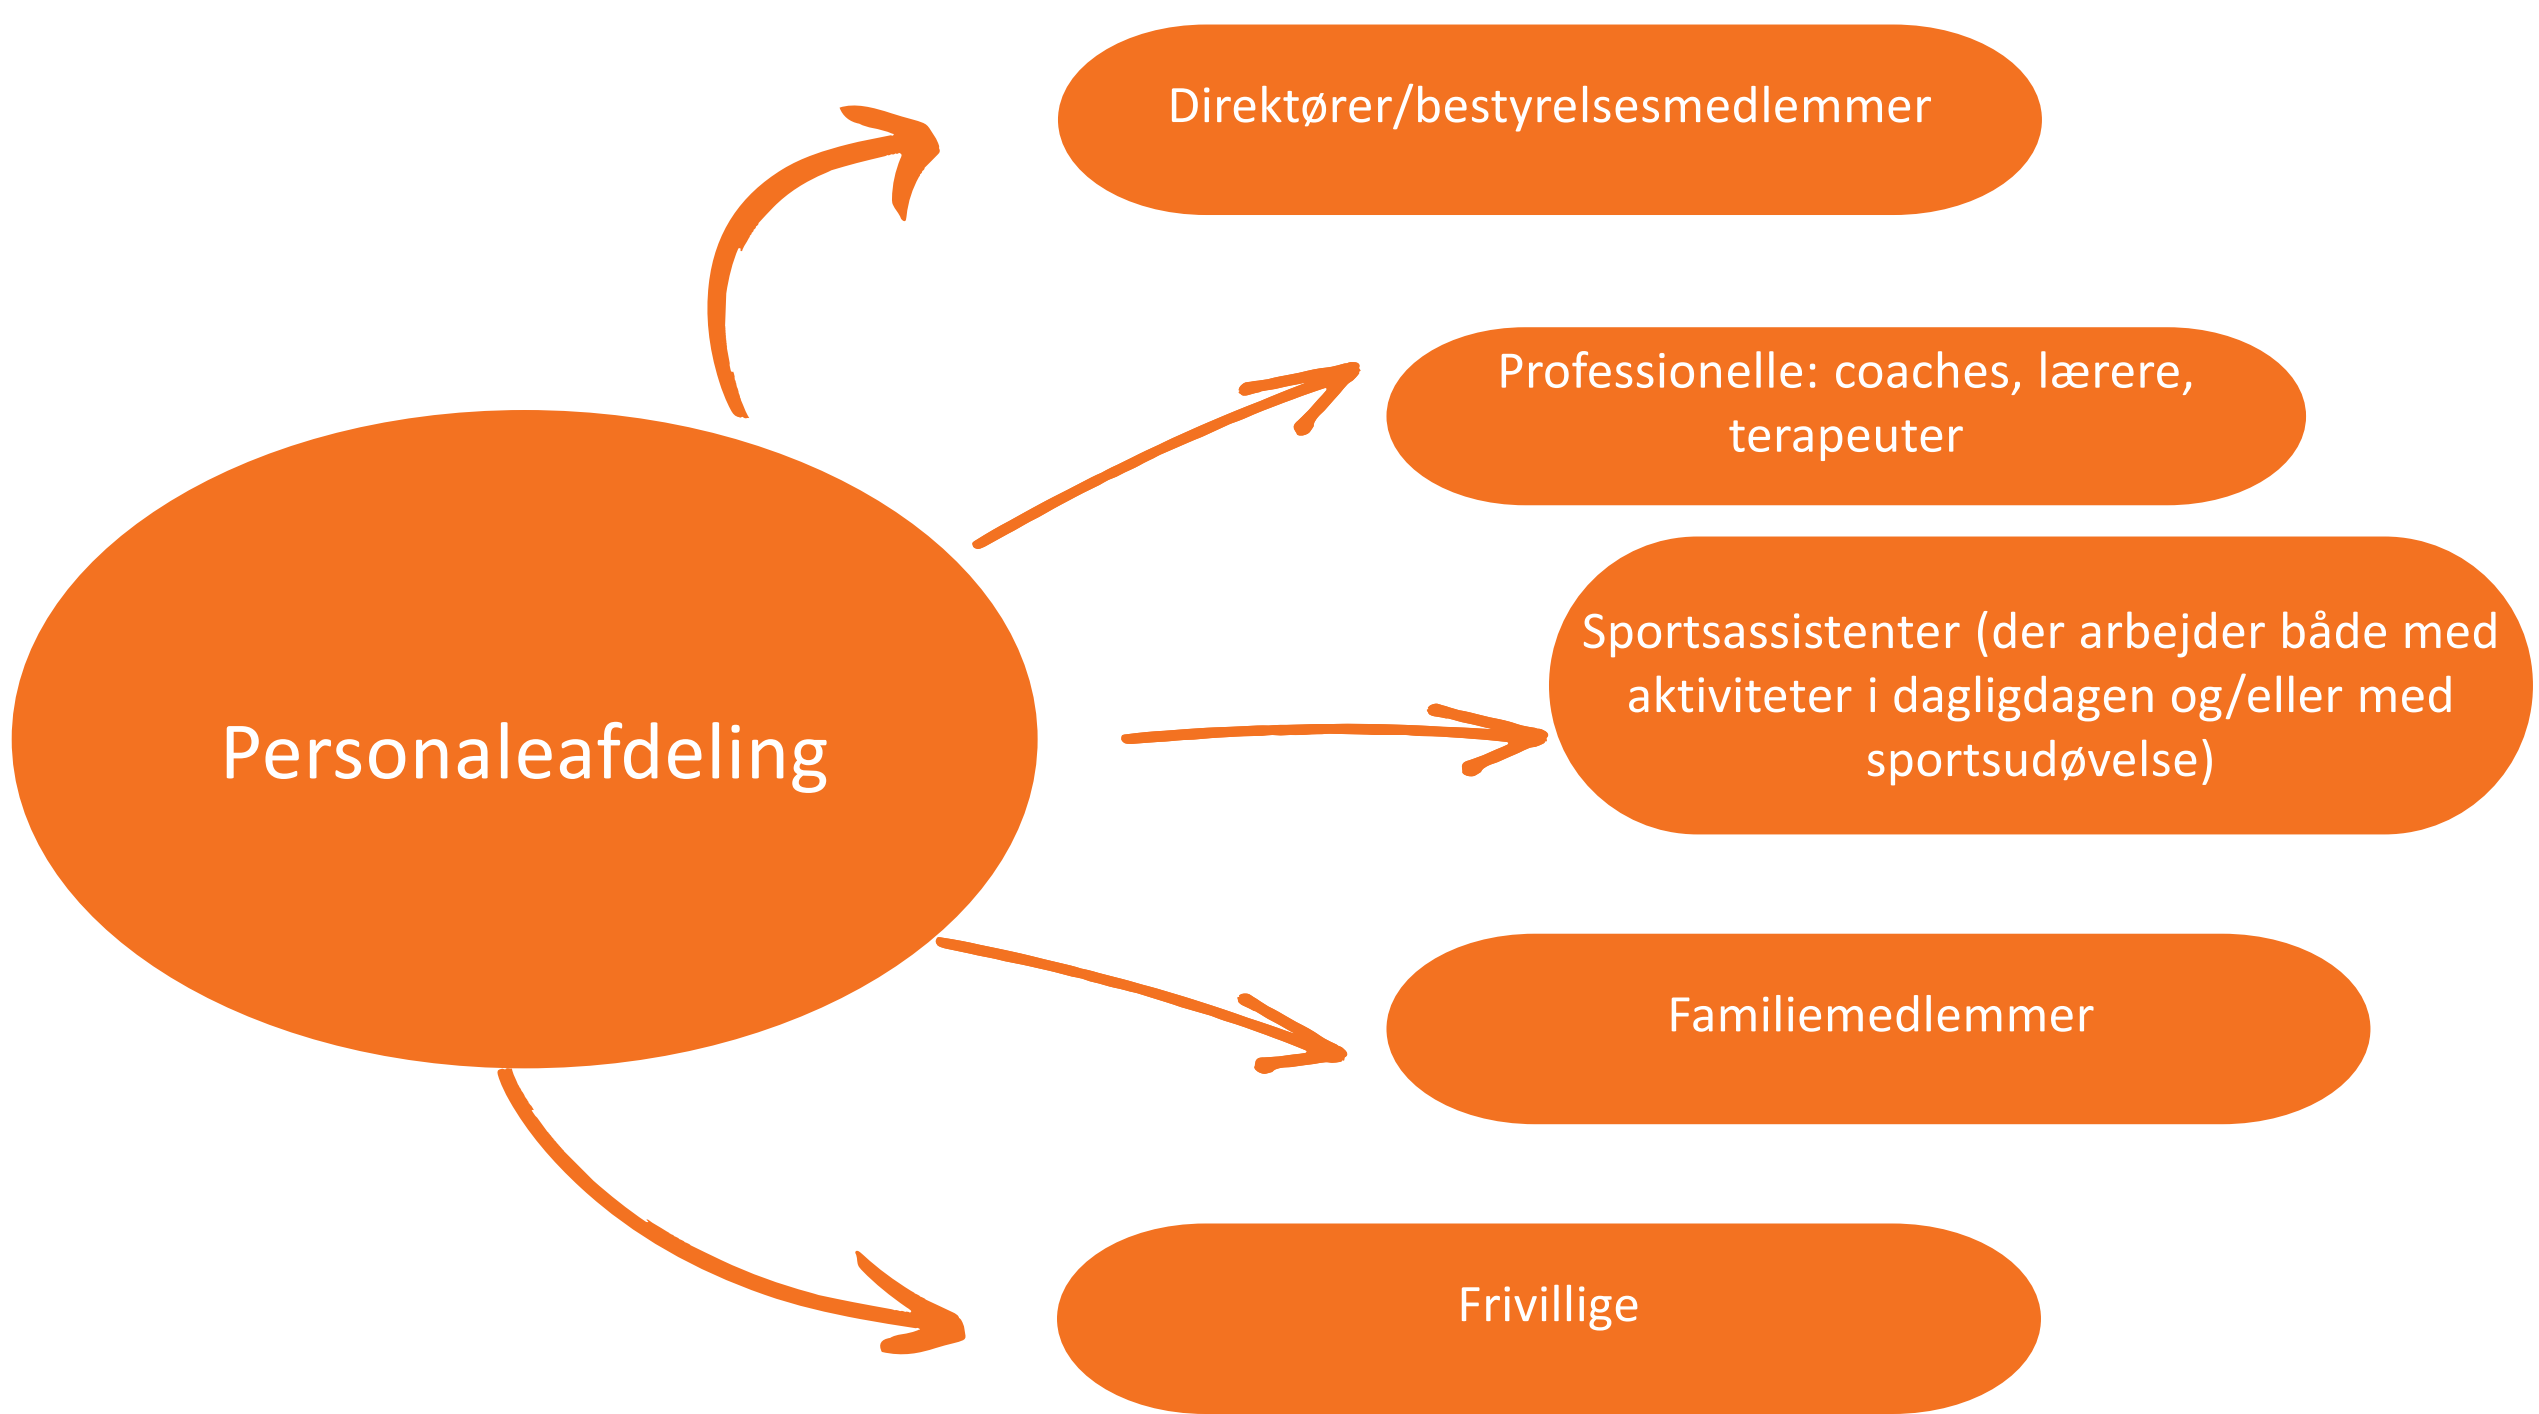 Direktører/bestyrelsesmedlemmer
Professionelle: coaches, lærere,
terapeuter
Sportsassistenter (der arbejder både med
aktiviteter i dagligdagen og/eller med
sportsudøvelse)
Personaleafdeling
Familiemedlemmer
Frivillige